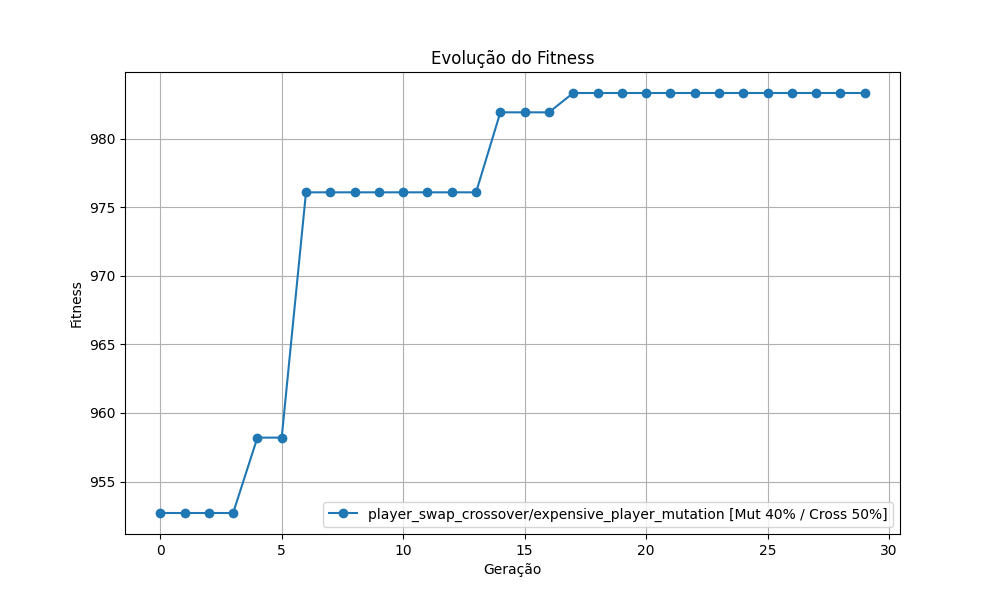 Evolução do Fitness
Fitness
980
975
970
965
960
955
0 5 10 15 20 25 30
Geração
player_swap_crossover/expensive_player_mutation [Mut 40% / Cross 50%]